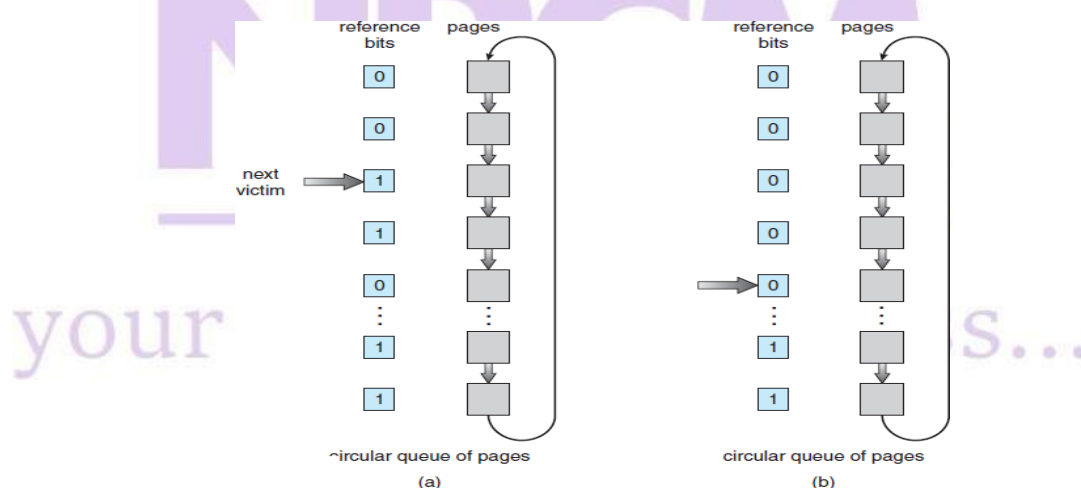 reference pages
bits
0
0
next
victim
1
1
0
1
1
circular queue of pages
(a)
reference pages
bits
0
0
0
0
0
1
1
circular queue of pages
(b)
your
s...